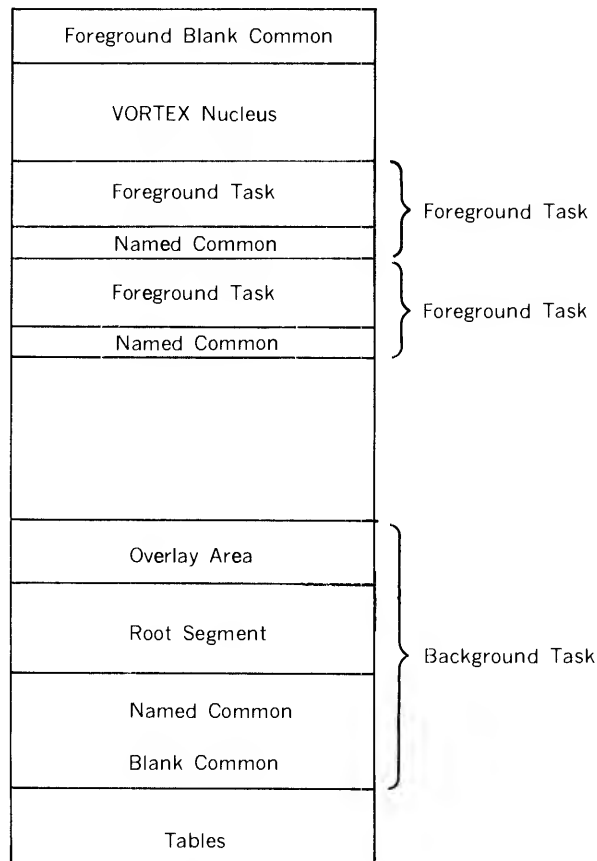 Foreground Blank Common
VORTEX Nucleus
Foreground Task
Named Common
Foreground Task
Foreground Task
Named Common
Foreground Task
Overlay Area
Root Segment
Named Common
Blank Common
Background Task
Tables